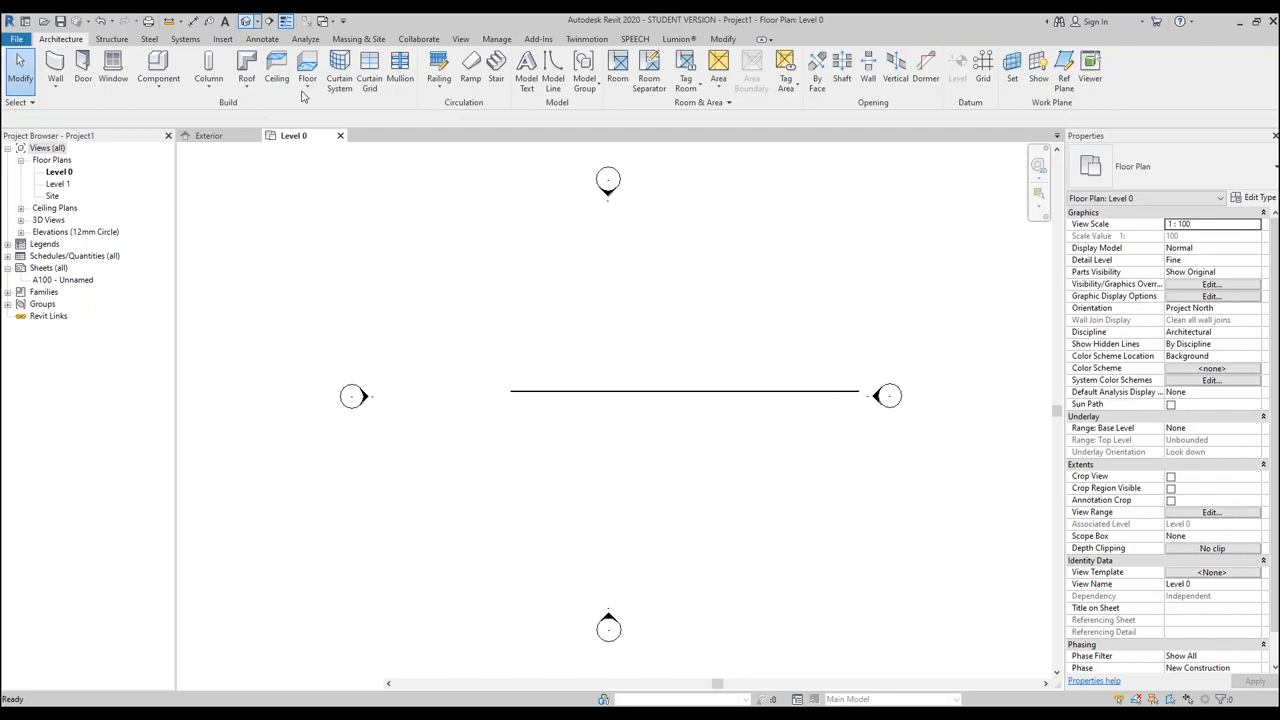 Autodesk Revit 2020 - STUDENT VERSION - Project1 - Floor Plan: Level 0
Sign In
File Architecture Structure Steel Systems Insert Annotate Analyze Massing & Site Collaborate View Manage Add-Ins Twinmotion SPEECH Lumion® Modify
Modify Wall Door Window Component Column Roof Ceiling Floor Curtain System Curtain Grid Mullion Railing Ramp Stair Model Text Model Line Model Group Room Room Separator Tag Room Area Area Boundary Tag Area By Face Shaft Wall Vertical Dormer Level Grid Set Show Ref Plane Viewer
Select Build Circulation Model Room & Area Opening Datum Work Plane
Project Browser - Project1
Views (all)
Floor Plans
Level 0
Level 1
Site
Ceiling Plans
3D Views
Elevations (12mm Circle)
Legends
Schedules/Quantities (all)
Sheets (all)
A100 - Unnamed
Families
Groups
Revit Links
Exterior
Level 0
Properties
Floor Plan
Floor Plan: Level 0 Edit Type
Graphics
View Scale 1 : 100
Scale Value 1: 100
Display Model Normal
Detail Level Fine
Parts Visibility Show Original
Visibility/Graphics Overr... Edit...
Graphic Display Options Edit...
Orientation Project North
Wall Join Display Clean all wall joins
Discipline Architectural
Show Hidden Lines By Discipline
Color Scheme Location Background
Color Scheme <none>
System Color Schemes Edit...
Default Analysis Display ... None
Sun Path
Underlay
Range: Base Level None
Range: Top Level Unbounded
Underlay Orientation Look down
Extents
Crop View
Crop Region Visible
Annotation Crop
View Range Edit...
Associated Level Level 0
Scope Box None
Depth Clipping No clip
Identity Data
View Template <None>
View Name Level 0
Dependency Independent
Title on Sheet
Referencing Sheet
Referencing Detail
Phasing
Phase Filter Show All
Phase New Construction
Properties help Apply
Ready :0 Main Model :0